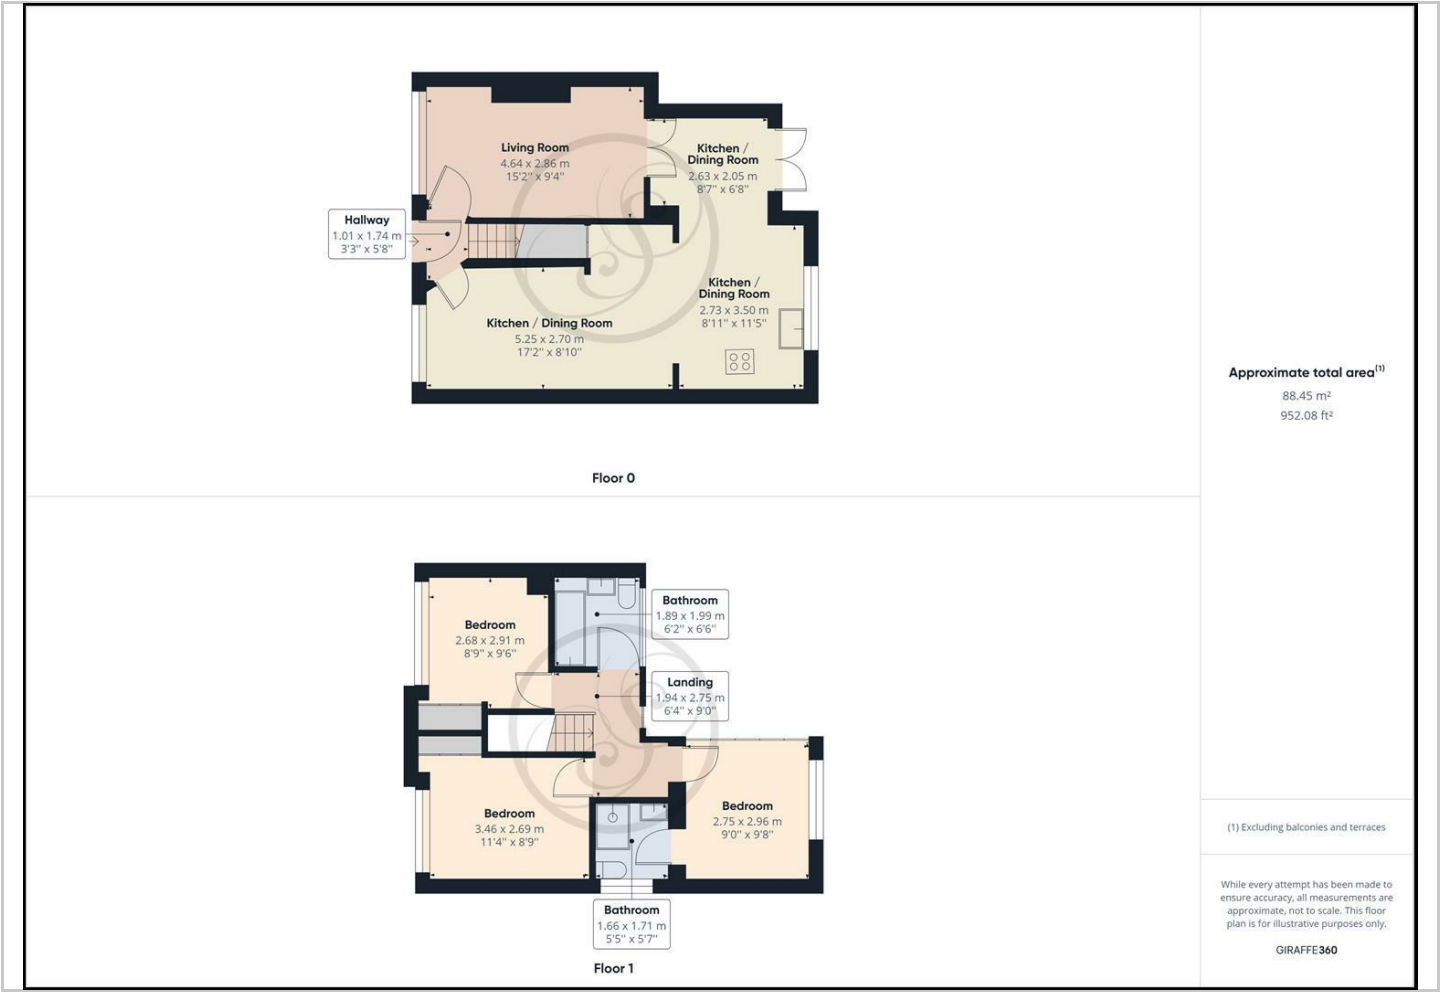 Living Room
4.64 x 2.86 m
15'2" x 9'4"
Kitchen /
Dining Room
2.63 x 2.05 m
8'7" x 6'8"
Hallway
1.01 x 1.74 m
3'3" x 5'8"
Kitchen /
Dining Room
2.73 x 3.50 m
8'11" x 11'5"
Kitchen / Dining Room
5.25 x 2.70 m
17'2" x 8'10"
Floor 0
Approximate total area(1)
88.45 m²
952.08 ft²
Bedroom
2.68 x 2.91 m
8'9" x 9'6"
Bathroom
1.89 x 1.99 m
6'2" x 6'6"
Landing
1.94 x 2.75 m
6'4" x 9'0"
Bedroom
3.46 x 2.69 m
11'4" x 8'9"
Bedroom
2.75 x 2.96 m
9'0" x 9'8"
Bathroom
1.66 x 1.71 m
5'5" x 5'7"
Floor 1
(1) Excluding balconies and terraces
While every attempt has been made to
ensure accuracy, all measurements are
approximate, not to scale. This floor
plan is for illustrative purposes only.
GIRAFFE360